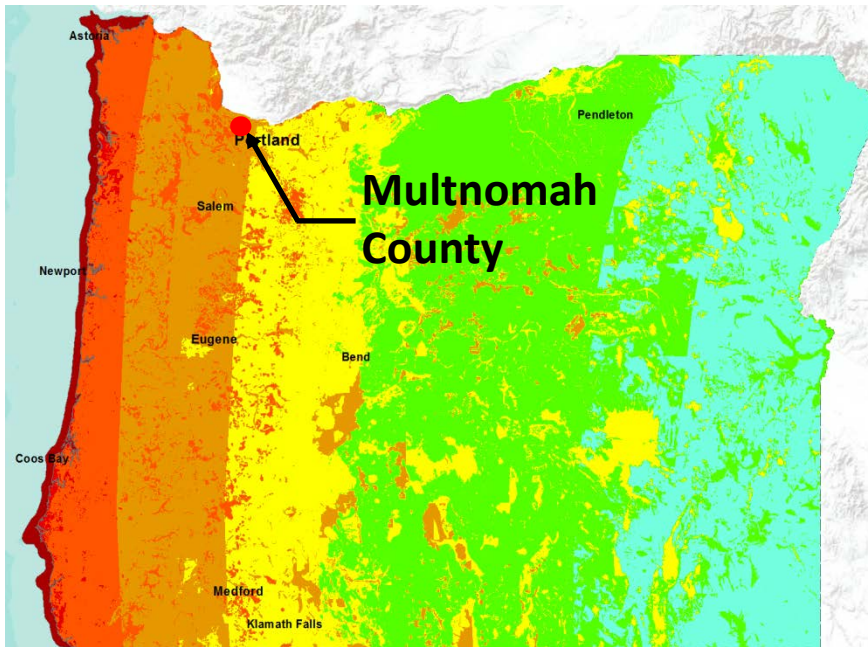 Astoria
Pendleton
Portland
Multnomah
County
Salem
Newport
Eugene
Bend
Coos Bay
Medford
Klamath Falls